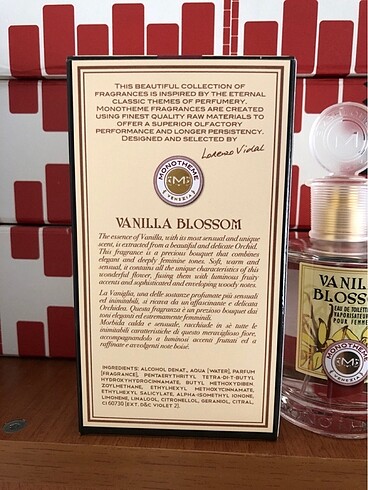 THIS BEAUTIFUL COLLECTION OF
FRAGRANCES IS INSPIRED BY THE ETERNAL
CLASSIC THEMES OF PERFUMERY.
MONOTHEME FRAGRANCES ARE CREATED
USING FINEST QUALITY RAW MATERIALS TO
OFFER A SUPERIOR OLFACTORY
PERFORMANCE AND LONGER PERSISTENCY.
DESIGNED AND SELECTED BY
Lorenzo Vidal
MONOTHEME
M
VENEZIA
VANILLA BLOSSOM
The essence of Vanilla, with its most sensual and unique
scent, is extracted from a beautiful and delicate Orchid.
This fragrance is a precious bouquet that combines
elegant and deeply feminine tones. Soft, warm and
sensual, it contains all the unique characteristics of this
wonderful flower, fusing them with luminous fruity
accents and sophisticated and enveloping woody notes.
La Vaniglia, una delle sostanze profumate più sensuali
ed inimitabili, si ricava da un'affascinante e delicata
Orchidea. Questa fragranza è un prezioso bouquet dai
toni eleganti ed estremamente femminili.
Morbida calda e sensuale, racchiude in sé tutte le
inimitabili caratteristiche di questo meraviglioso fiore,
accompagnandolo a luminosi accenti fruttati ed a
raffinate e avvolgenti note boisé.
INGREDIENTS: ALCOHOL DENAT., AQUA [WATER], PARFUM
[FRAGRANCE], PENTAERYTHRITYL TETRA-DI-T-BUTYL
HYDROXYHYDROCINNAMATE, BUTYL METHOXYDIBEN-
ZOYLMETHANE, ETHYLHEXYL METHOXYCINNAMATE,
ETHYLHEXYL SALICYLATE, ALPHA-ISOMETHYL IONONE,
LIMONENE, LINALOOL, CITRONELLOL, GERANIOL, CITRAL,
CI 60730 [EXT. D&C VIOLET 2].
M
VANIL
BLOSSO
EAU DE TOILETTE
VAPORISATEUR
POUR FEMME
MONOTHEME
M
VENEZIA